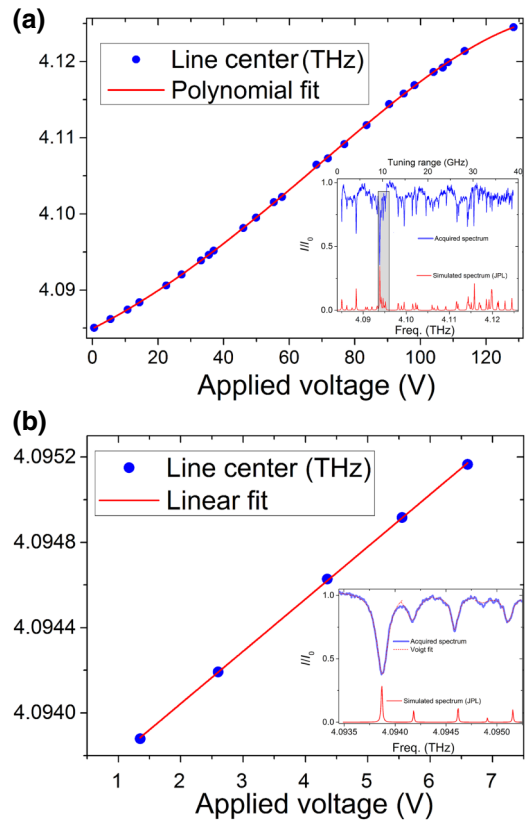 (a)
4.12
4.11
4.10
4.09
Line center (THz)
Polynomial fit
Tuning range (GHz)
0 10 20 30 40
1.0
0.5
0.0
I/I0
Acquired spectrum
Simulated spectrum (JPL)
4.09 4.10 4.11 4.12
Freq. (THz)
0 20 40 60 80 100 120
Applied voltage (V)
(b)
4.0952
4.0948
4.0944
4.0940
Line center (THz)
Linear fit
1.0
0.5
0.0
I/I0
Acquired spectrum
Voigt fit
Simulated spectrum (JPL)
4.0935 4.0940 4.0945 4.0950
Freq. (THz)
1 2 3 4 5 6 7
Applied voltage (V)